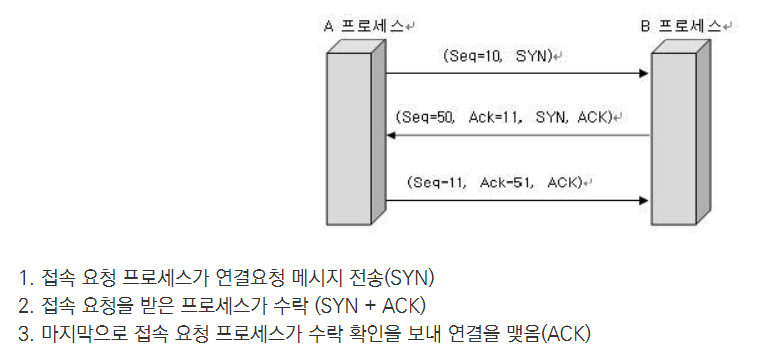 A 프로세스↵ B 프로세스↵
(Seq=10, SYN)↵
(Seq=50, Ack=11, SYN, ACK)↵
(Seq=11, Ack=51, ACK)↵
1. 접속 요청 프로세스가 연결요청 메시지 전송(SYN)
2. 접속 요청을 받은 프로세스가 수락 (SYN + ACK)
3. 마지막으로 접속 요청 프로세스가 수락 확인을 보내 연결을 맺음(ACK)